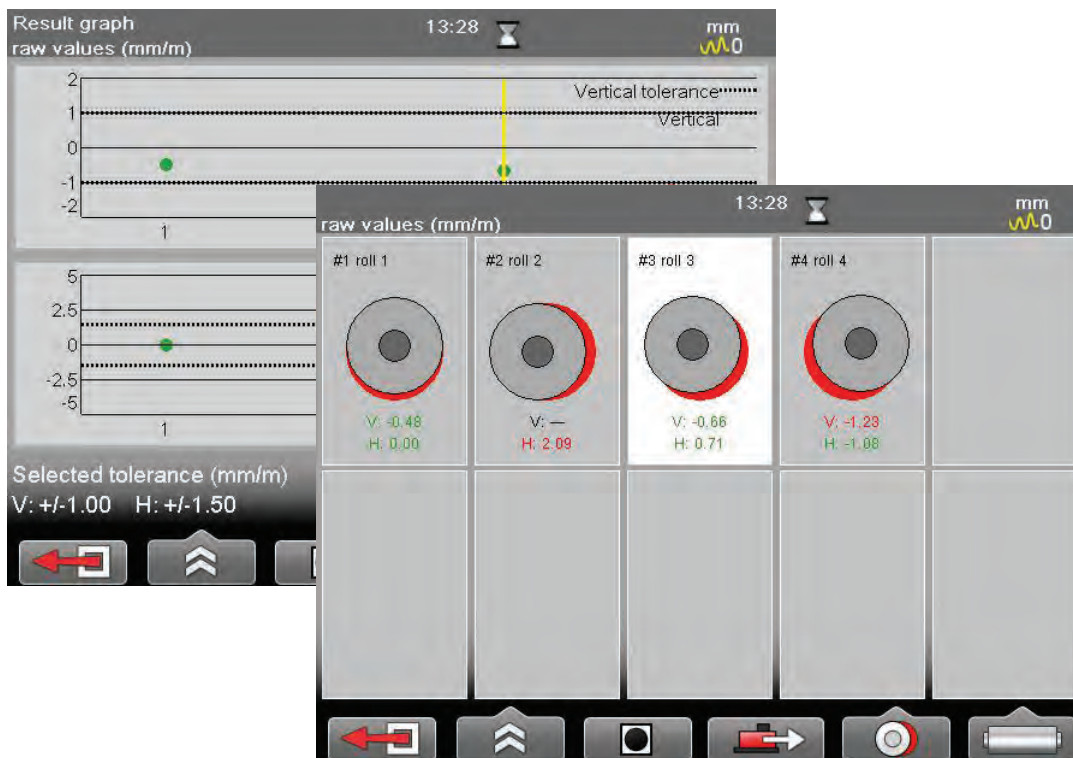 Result graph
13:28
mm
raw values (mm/m)
0
2
Vertical tolerance
1
Vertical
0
-1
-2
1
5
2.5
0
-2.5
-5
1
Selected tolerance (mm/m)
V: +/-1.00 H: +/-1.50
13:28
mm
raw values (mm/m)
0
#1 roll 1
#2 roll 2
#3 roll 3
#4 roll 4
V: -0.48
V: —
V: -0.66
V: -1.23
H: 0.00
H: 2.09
H: 0.71
H: -1.08